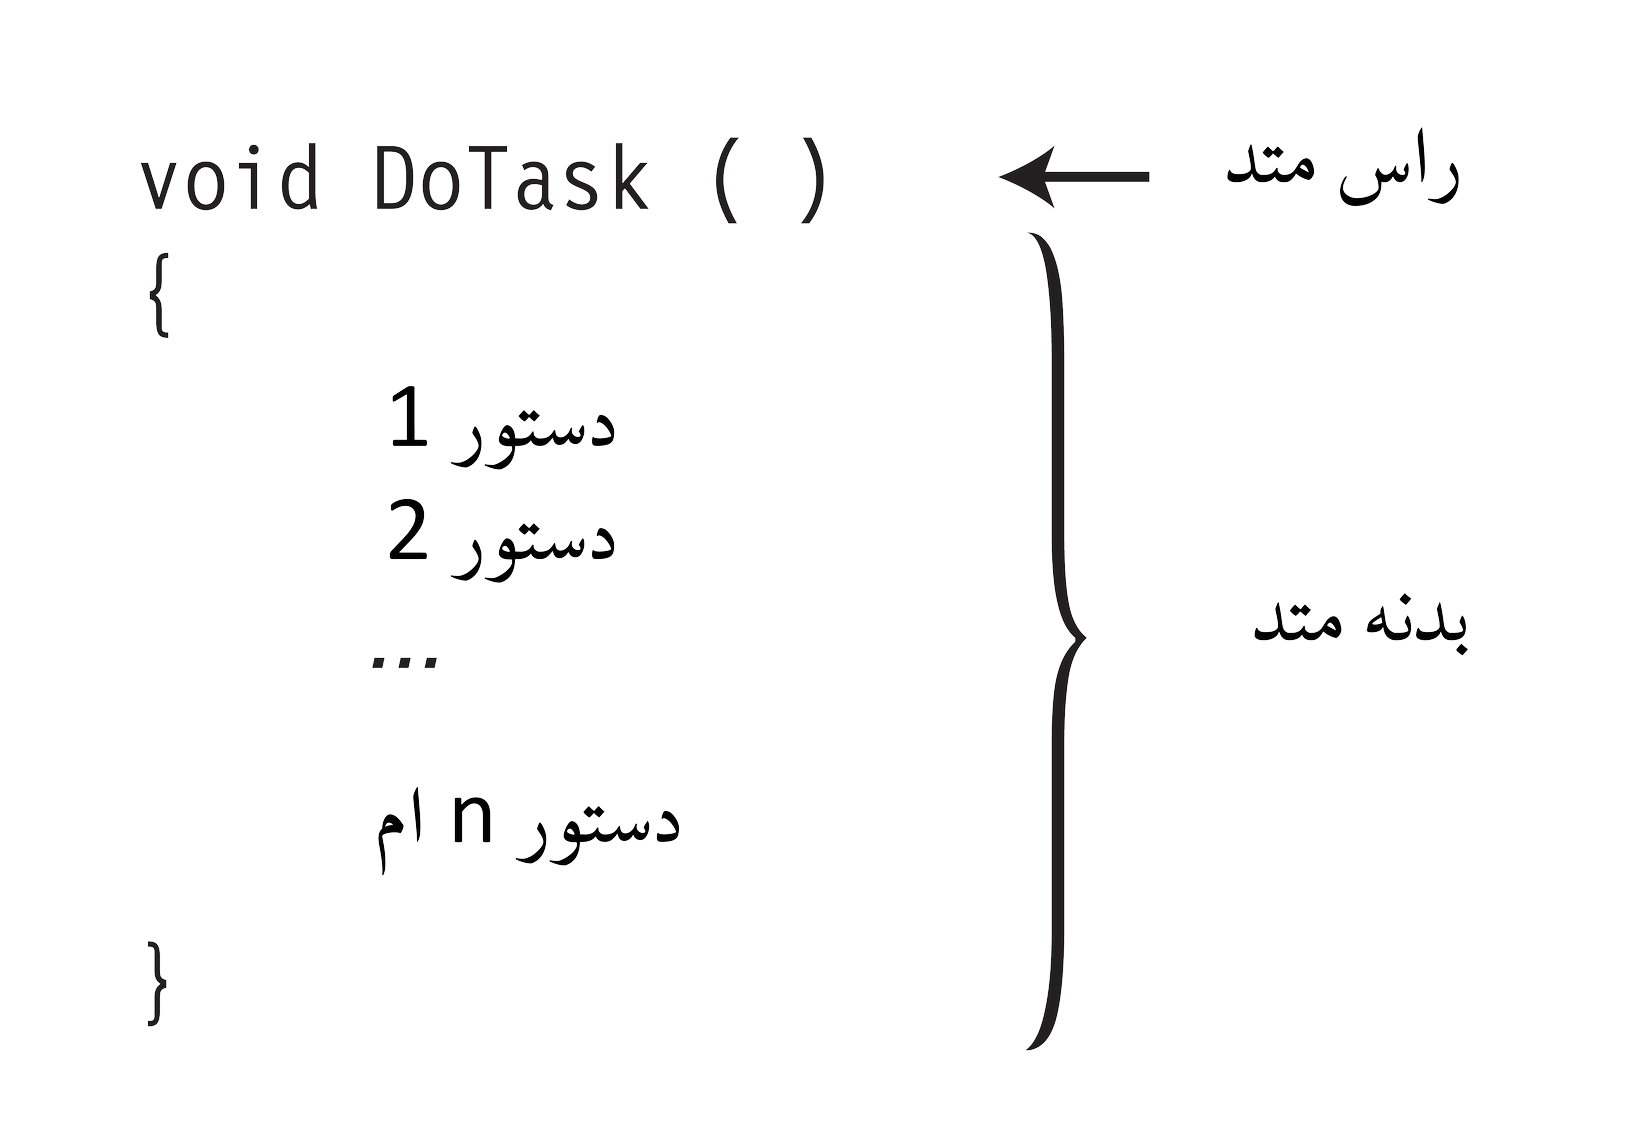 void DoTask ( )
راس متد
{
دستور 1
دستور 2
...
بدنه متد
دستور n ام
}